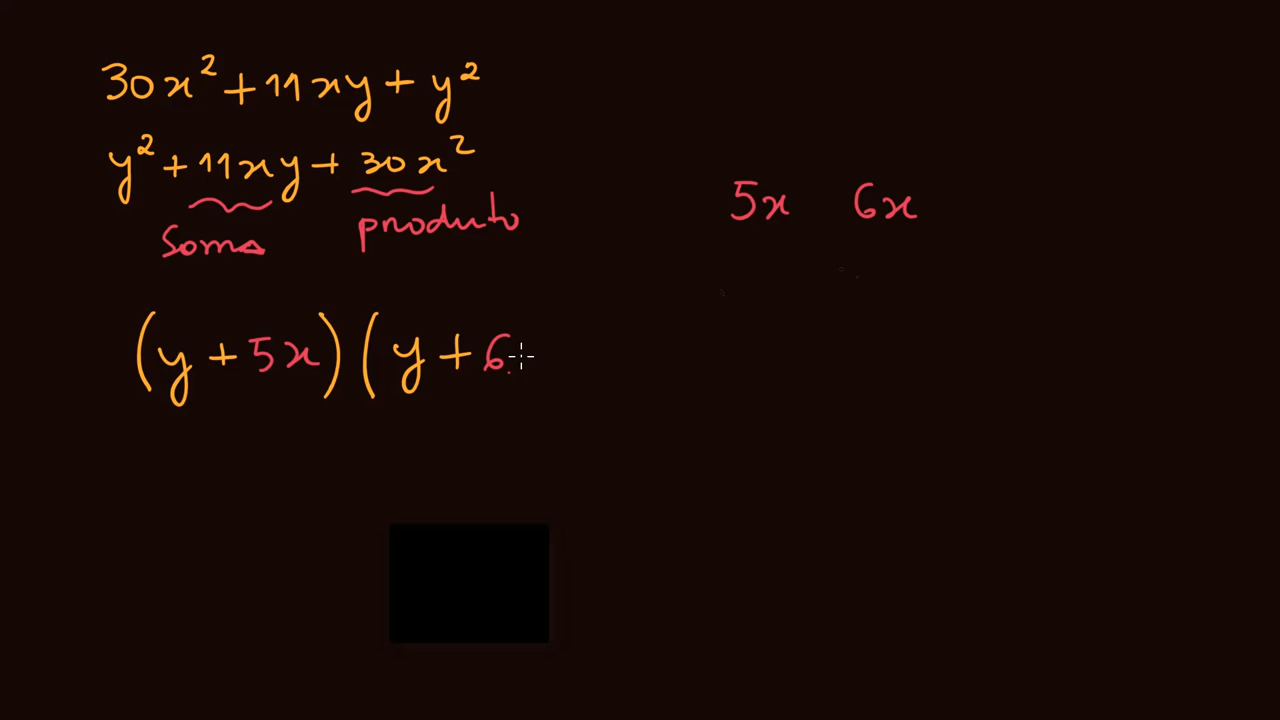 30x² + 11xy + y²
y² + 11xy + 30x²
Soma produto
5x 6x
(y + 5x)(y + 6